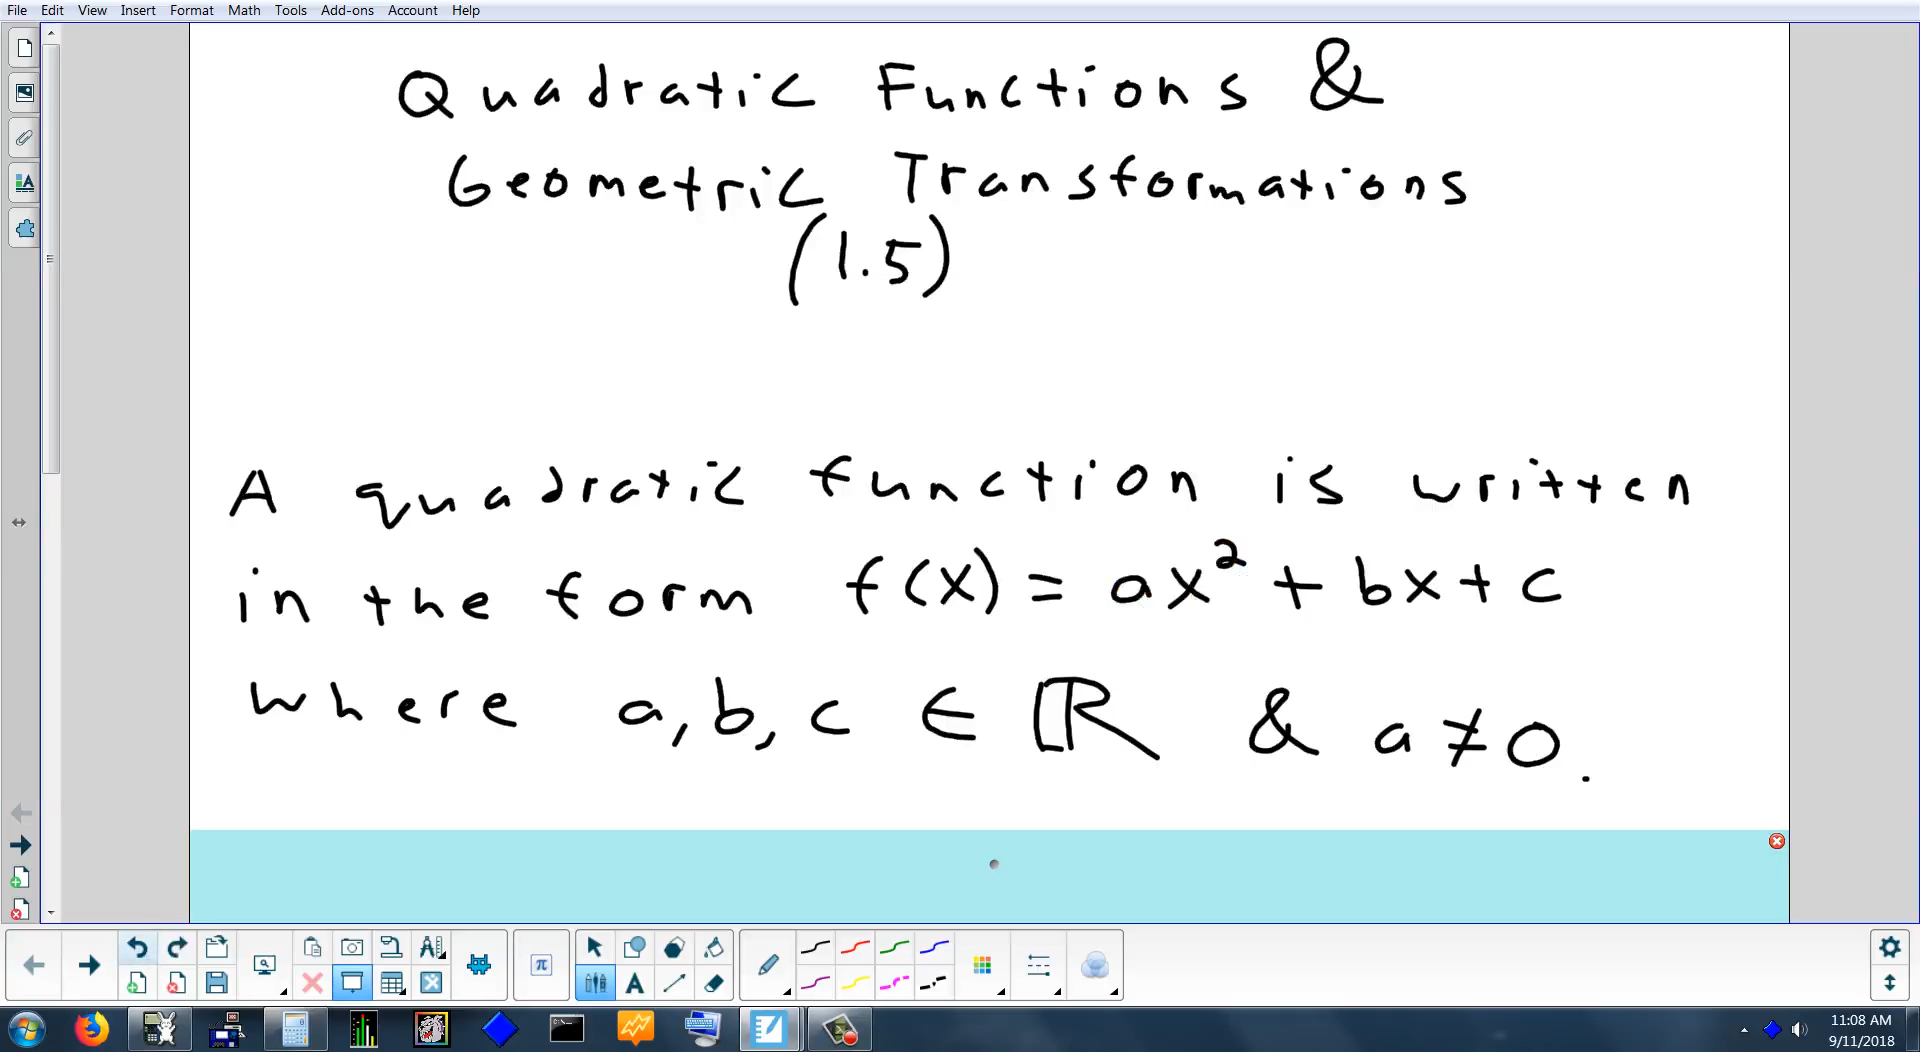 File Edit View Insert Format Math Tools Add-ons Account Help
Quadratic Functions &
Geometric Transformations
(1.5)
A quadratic function is written
in the form f(x) = ax² + bx + c
where a, b, c ∈ ℝ & a ≠ 0.
π
A
11:08 AM
9/11/2018